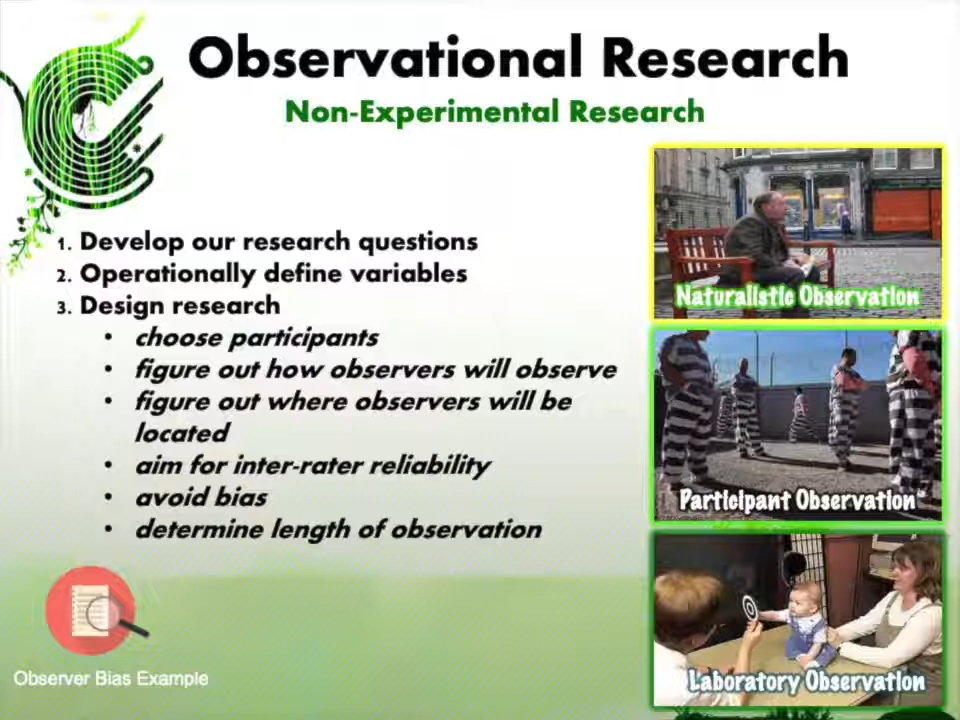 Observational Research
Non-Experimental Research
1. Develop our research questions
2. Operationally define variables
3. Design research
• choose participants
• figure out how observers will observe
• figure out where observers will be
located
• aim for inter-rater reliability
• avoid bias
• determine length of observation
Naturalistic Observation
Participant Observation
Laboratory Observation
Observer Bias Example